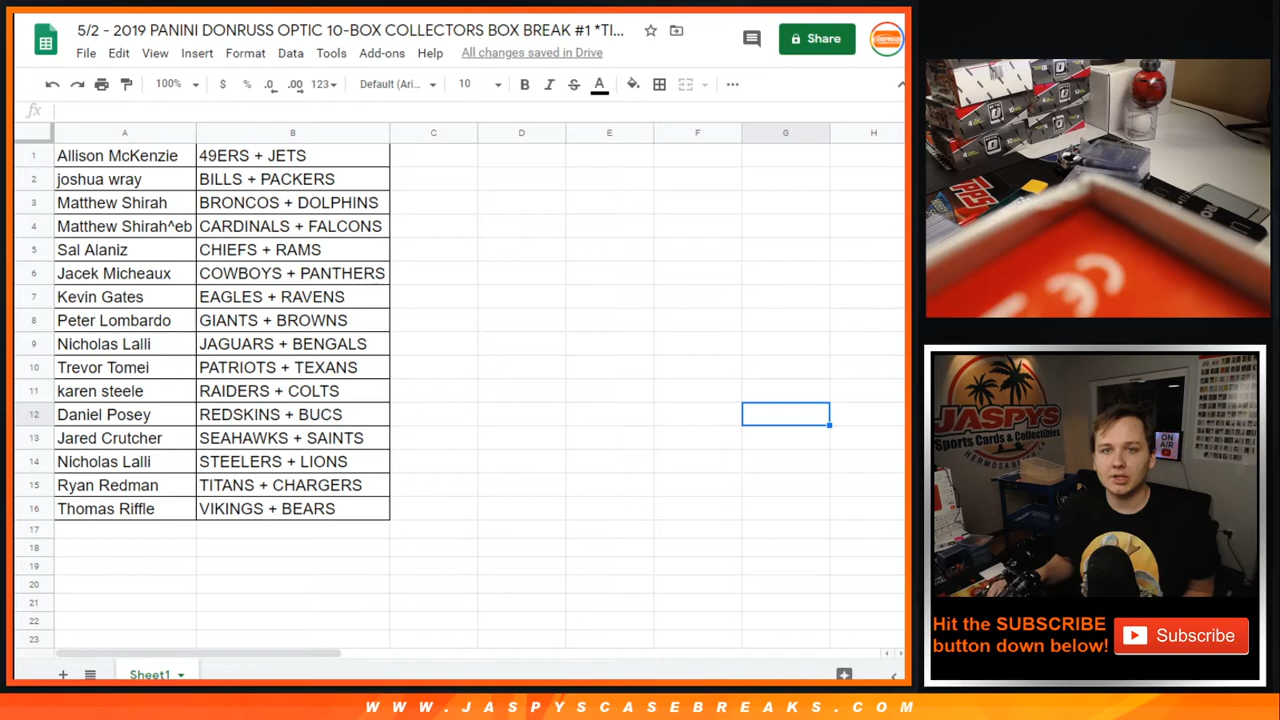 5/2 - 2019 PANINI DONRUSS OPTIC 10-BOX COLLECTORS BOX BREAK #1 *TI...
File Edit View Insert Format Data Tools Add-ons Help All changes saved in Drive
Share
100% $ % .0 .00 123 Default (Ari... 10 B I S A
fx
A B C D E F G H
1 Allison McKenzie 49ERS + JETS
2 joshua wray BILLS + PACKERS
3 Matthew Shirah BRONCOS + DOLPHINS
4 Matthew Shirah^eb CARDINALS + FALCONS
5 Sal Alaniz CHIEFS + RAMS
6 Jacek Micheaux COWBOYS + PANTHERS
7 Kevin Gates EAGLES + RAVENS
8 Peter Lombardo GIANTS + BROWNS
9 Nicholas Lalli JAGUARS + BENGALS
10 Trevor Tomei PATRIOTS + TEXANS
11 karen steele RAIDERS + COLTS
12 Daniel Posey REDSKINS + BUCS
13 Jared Crutcher SEAHAWKS + SAINTS
14 Nicholas Lalli STEELERS + LIONS
15 Ryan Redman TITANS + CHARGERS
16 Thomas Riffle VIKINGS + BEARS
17
18
19
20
21
22
23
Sheet1
TOPPS
JASPYS
Sports Cards & Collectibles
HERMOSA BEACH
ON AIR
Hit the SUBSCRIBE
button down below!
Subscribe
WWW.JASPYSCASEBREAKS.COM